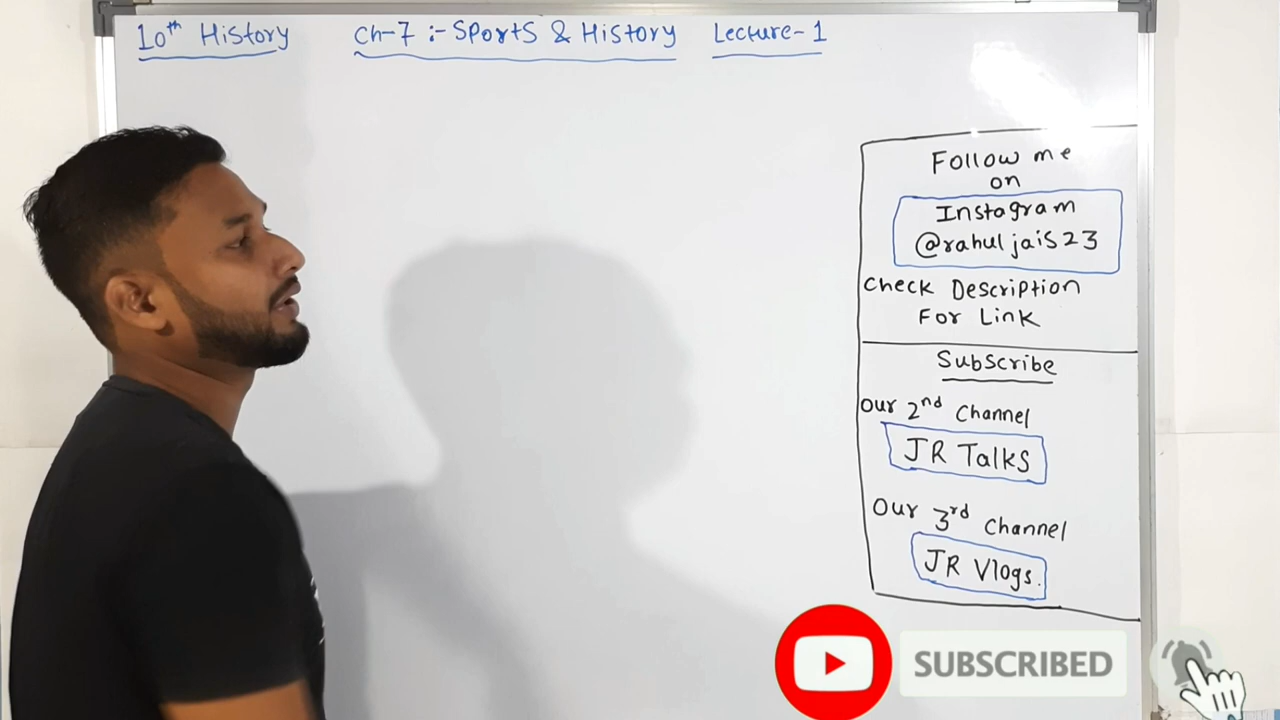 10th History Ch-7 :- Sports & History Lecture-1
Follow me
on
Instagram
@rahuljais23
Check Description
For Link
Subscribe
Our 2nd Channel
JR Talks
Our 3rd Channel
JR Vlogs.
SUBSCRIBED